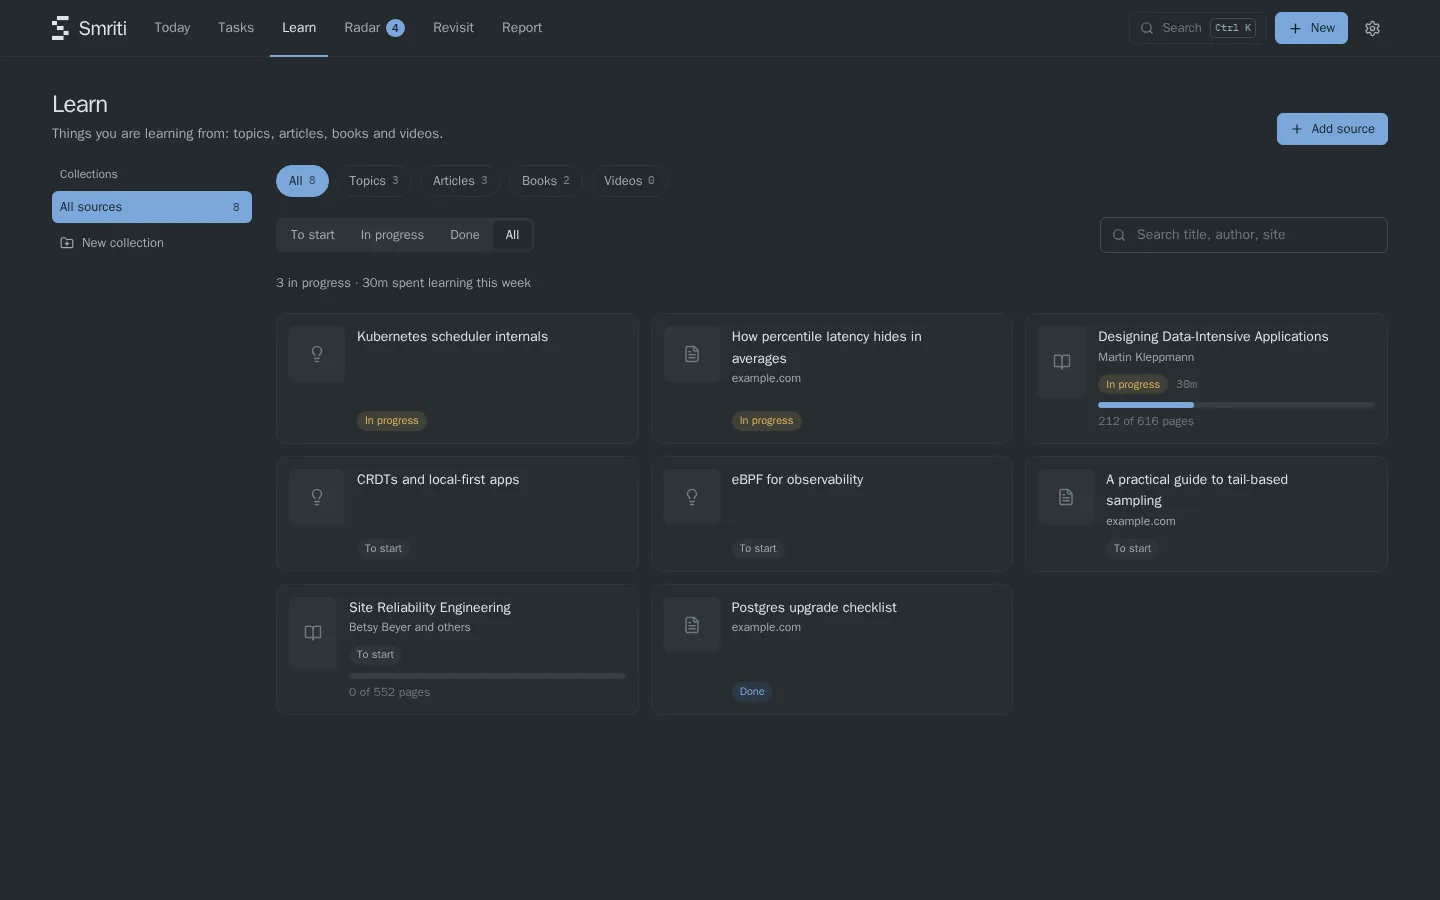 Smriti
Today
Tasks
Learn
Radar 4
Revisit
Report
Search Ctrl K
New
Learn
Things you are learning from: topics, articles, books and videos.
Add source
Collections
All sources 8
New collection
All 8
Topics 3
Articles 3
Books 2
Videos 0
To start
In progress
Done
All
Search title, author, site
3 in progress · 30m spent learning this week
Kubernetes scheduler internals
In progress
How percentile latency hides in
averages
example.com
In progress
Designing Data-Intensive Applications
Martin Kleppmann
In progress 30m
212 of 616 pages
CRDTs and local-first apps
To start
eBPF for observability
To start
A practical guide to tail-based
sampling
example.com
To start
Site Reliability Engineering
Betsy Beyer and others
To start
0 of 552 pages
Postgres upgrade checklist
example.com
Done